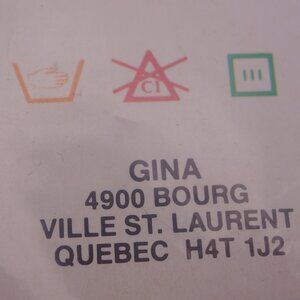 CI
GINA
4900 BOURG
VILLE ST. LAURENT
QUEBEC H4T 1J2